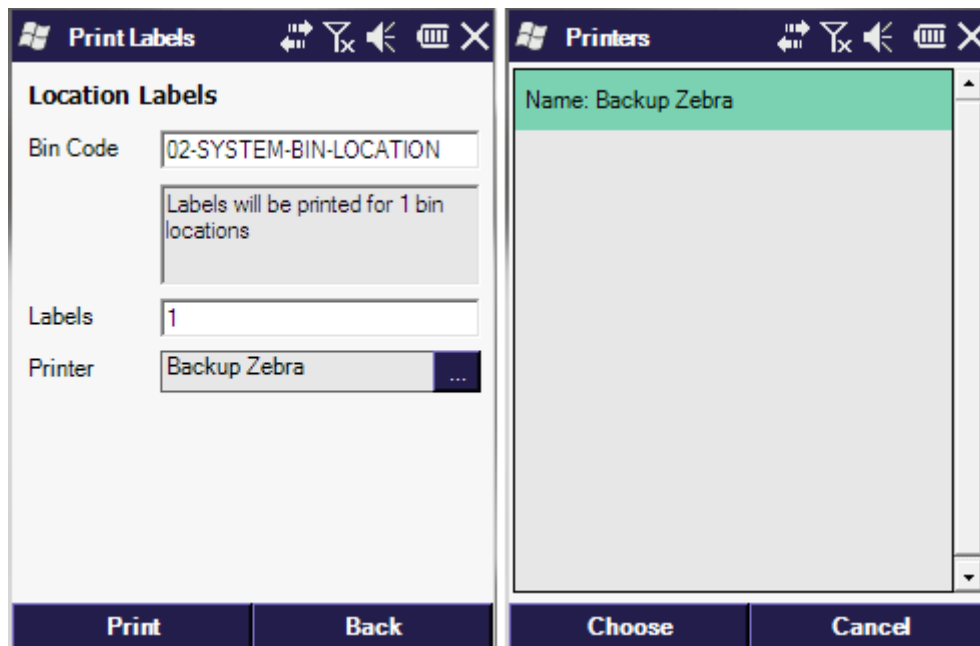 Print Labels
Location Labels
Bin Code
02-SYSTEM-BIN-LOCATION
Labels will be printed for 1 bin
locations
Labels
1
Printer
Backup Zebra
...
Print
Back
Printers
Name: Backup Zebra
Choose
Cancel